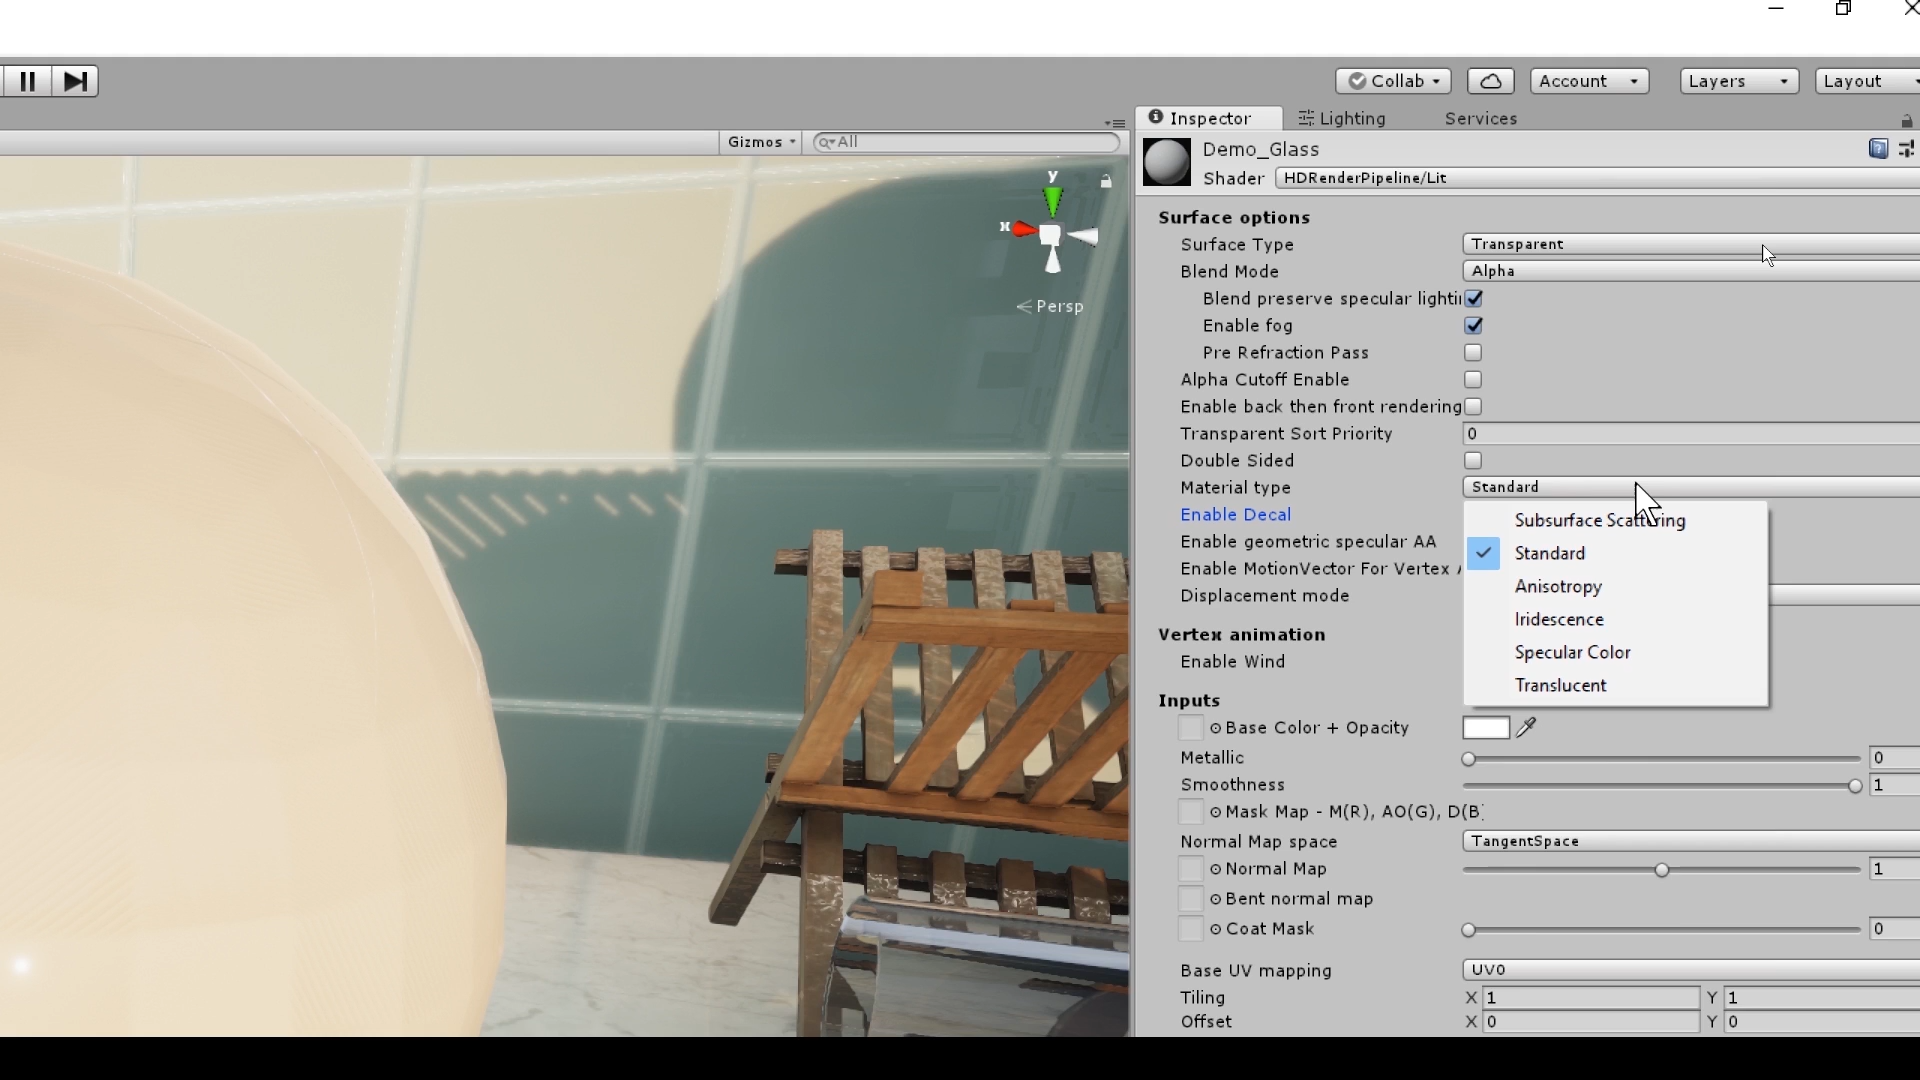 Collab
Account
Layers
Layout
Inspector
Lighting
Services
Gizmos
All
y
x
Persp
Demo_Glass
Shader
HDRenderPipeline/Lit
Surface options
Surface Type
Transparent
Blend Mode
Alpha
Blend preserve specular lighti
Enable fog
Pre Refraction Pass
Alpha Cutoff Enable
Enable back then front rendering
Transparent Sort Priority
0
Double Sided
Material type
Standard
Subsurface Scattering
Standard
Anisotropy
Iridescence
Specular Color
Translucent
Enable Decal
Enable geometric specular AA
Enable MotionVector For Vertex
Displacement mode
Vertex animation
Enable Wind
Inputs
Base Color + Opacity
Metallic
0
Smoothness
1
Mask Map - M(R), AO(G), D(B
Normal Map space
TangentSpace
Normal Map
1
Bent normal map
Coat Mask
0
Base UV mapping
UV0
Tiling
X 1
Y 1
Offset
X 0
Y 0